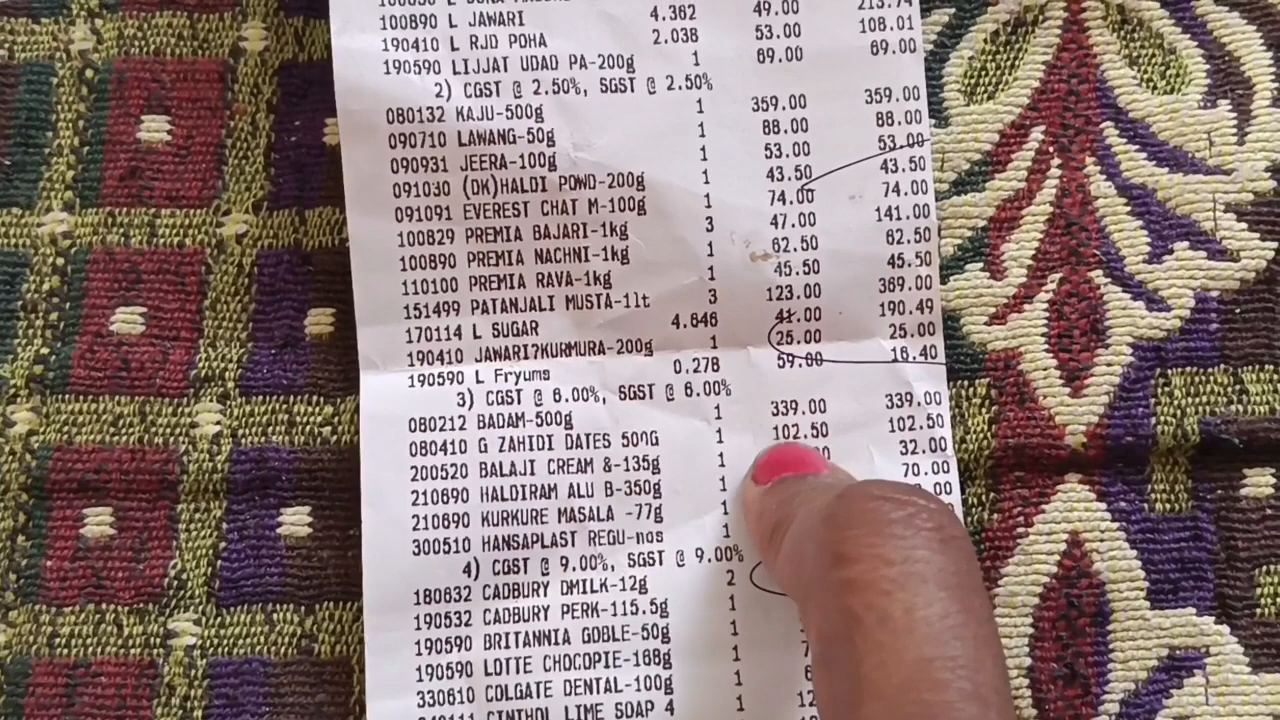 100890 L JAWARI 4.362 49.00 213.74
190410 L RJD POHA 2.038 53.00 108.01
190590 LIJJAT UDAD PA-200g 1 69.00 69.00
2) CGST @ 2.50%, SGST @ 2.50%
080132 KAJU-500g 1 359.00 359.00
090710 LAWANG-50g 1 88.00 88.00
090931 JEERA-100g 1 53.00 53.00
091030 (DK)HALDI POWD-200g 1 43.50 43.50
091091 EVEREST CHAT M-100g 1 74.00 74.00
100829 PREMIA BAJARI-1kg 3 47.00 141.00
100890 PREMIA NACHNI-1kg 1 62.50 62.50
110100 PREMIA RAVA-1kg 1 45.50 45.50
151499 PATANJALI MUSTA-1lt 3 123.00 369.00
170114 L SUGAR 4.646 41.00 190.49
190410 JAWARI?KURMURA-200g 1 25.00 25.00
190590 L Fryums 0.278 59.00 16.40
3) CGST @ 6.00%, SGST @ 6.00%
080212 BADAM-500g 1 339.00 339.00
080410 G ZAHIDI DATES 500G 1 102.50 102.50
200520 BALAJI CREAM &-135g 1 32.00
210690 HALDIRAM ALU B-350g 1 70.00
210690 KURKURE MASALA -77g 1
300510 HANSAPLAST REGU-nos 1
4) CGST @ 9.00%, SGST @ 9.00%
180632 CADBURY DMILK-12g 2
190532 CADBURY PERK-115.5g 1
190590 BRITANNIA GOBLE-50g 1
190590 LOTTE CHOCOPIE-168g 1
330610 COLGATE DENTAL-100g 1
CINTHOL LIME SOAP 4 1